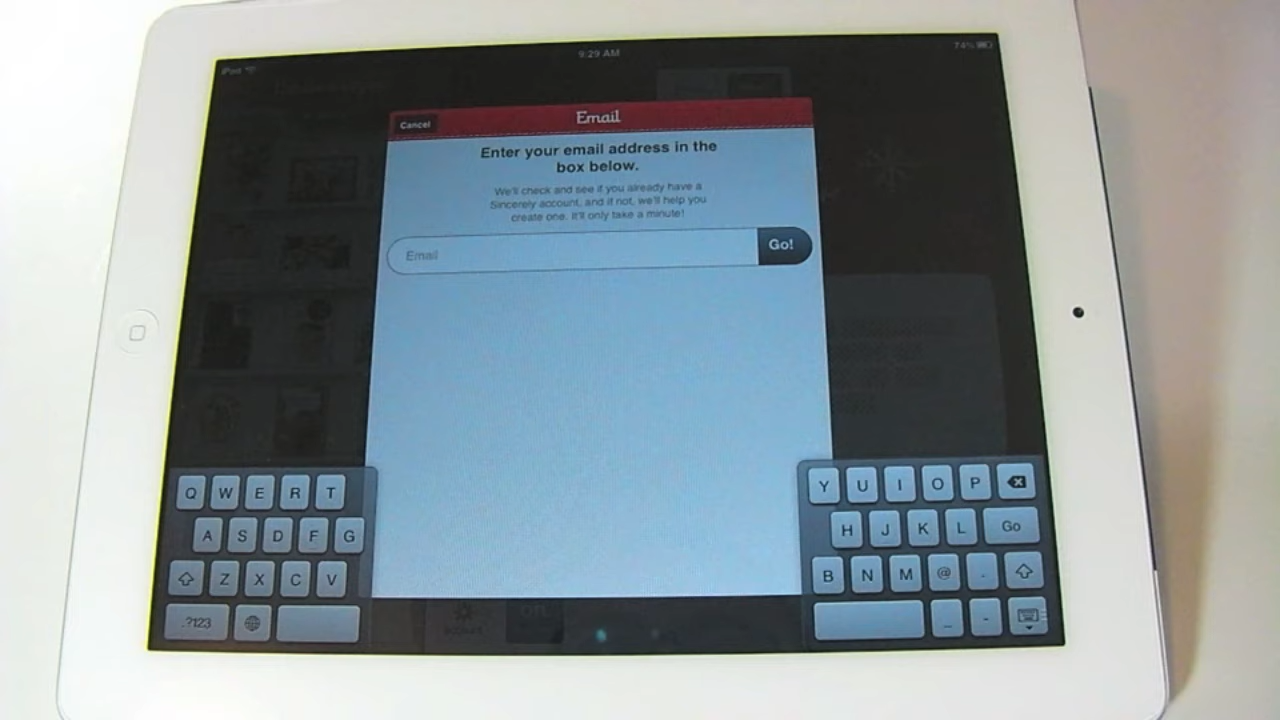 iPad
9:29 AM
74%
Cancel
Email
Enter your email address in the
box below.
We'll check and see if you already have a
Sincerely account, and if not, we'll help you
create one. It'll only take a minute!
Email
Go!
Q W E R T
Y U I O P
A S D F G
H J K L Go
Z X C V
B N M @ .
.?123
_ -
account